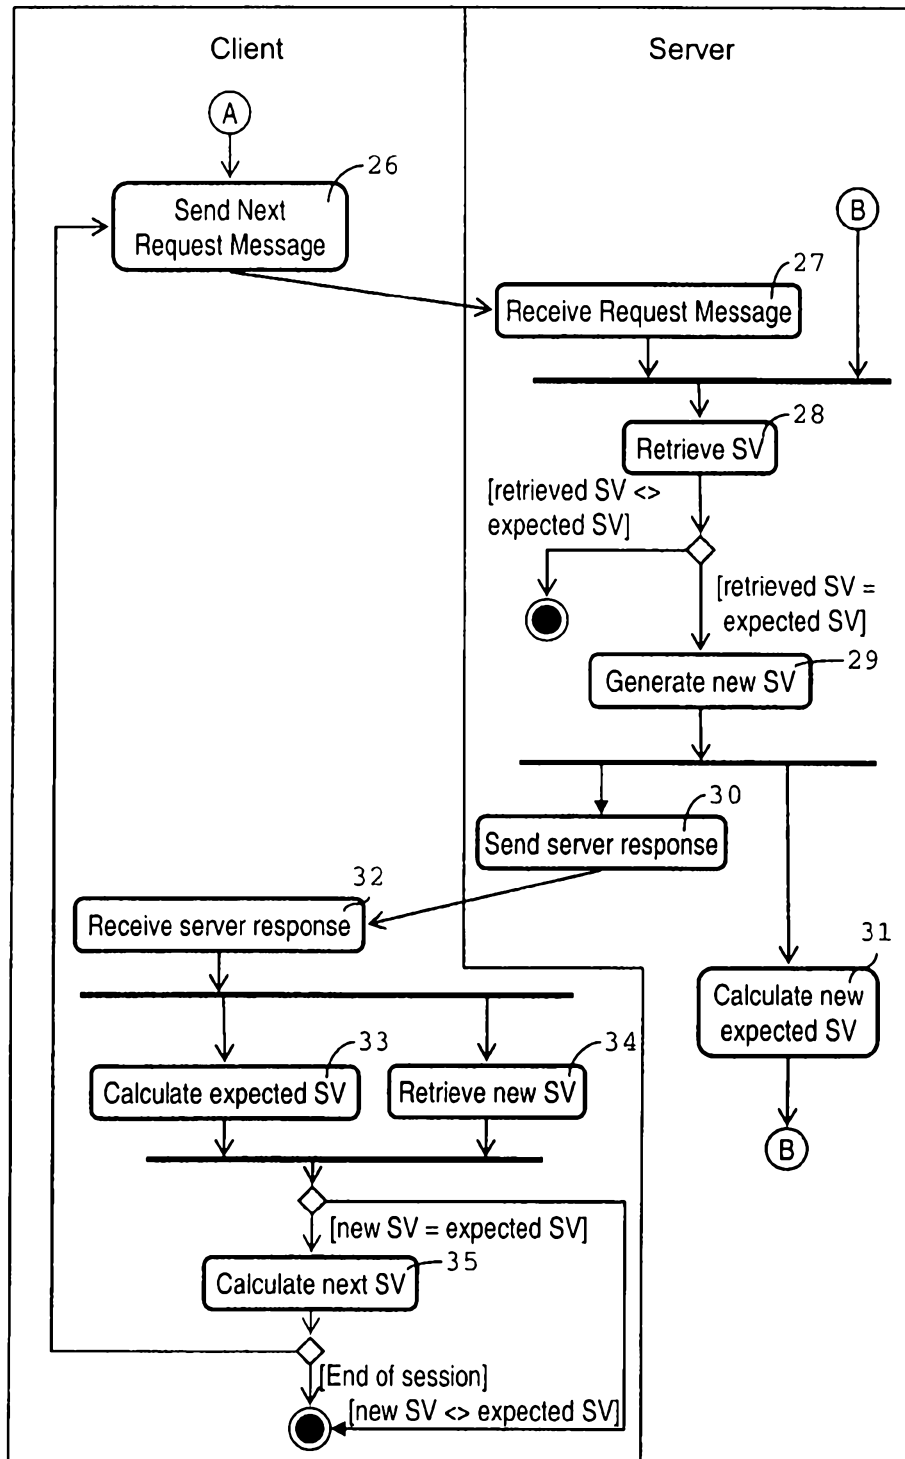 Client
Server
A
26
Send Next
Request Message
B
27
Receive Request Message
28
Retrieve SV
[retrieved SV <>
expected SV]
[retrieved SV =
expected SV]
29
Generate new SV
30
Send server response
32
Receive server response
31
Calculate new
expected SV
33
Calculate expected SV
34
Retrieve new SV
B
[new SV = expected SV]
35
Calculate next SV
[End of session]
[new SV <> expected SV]